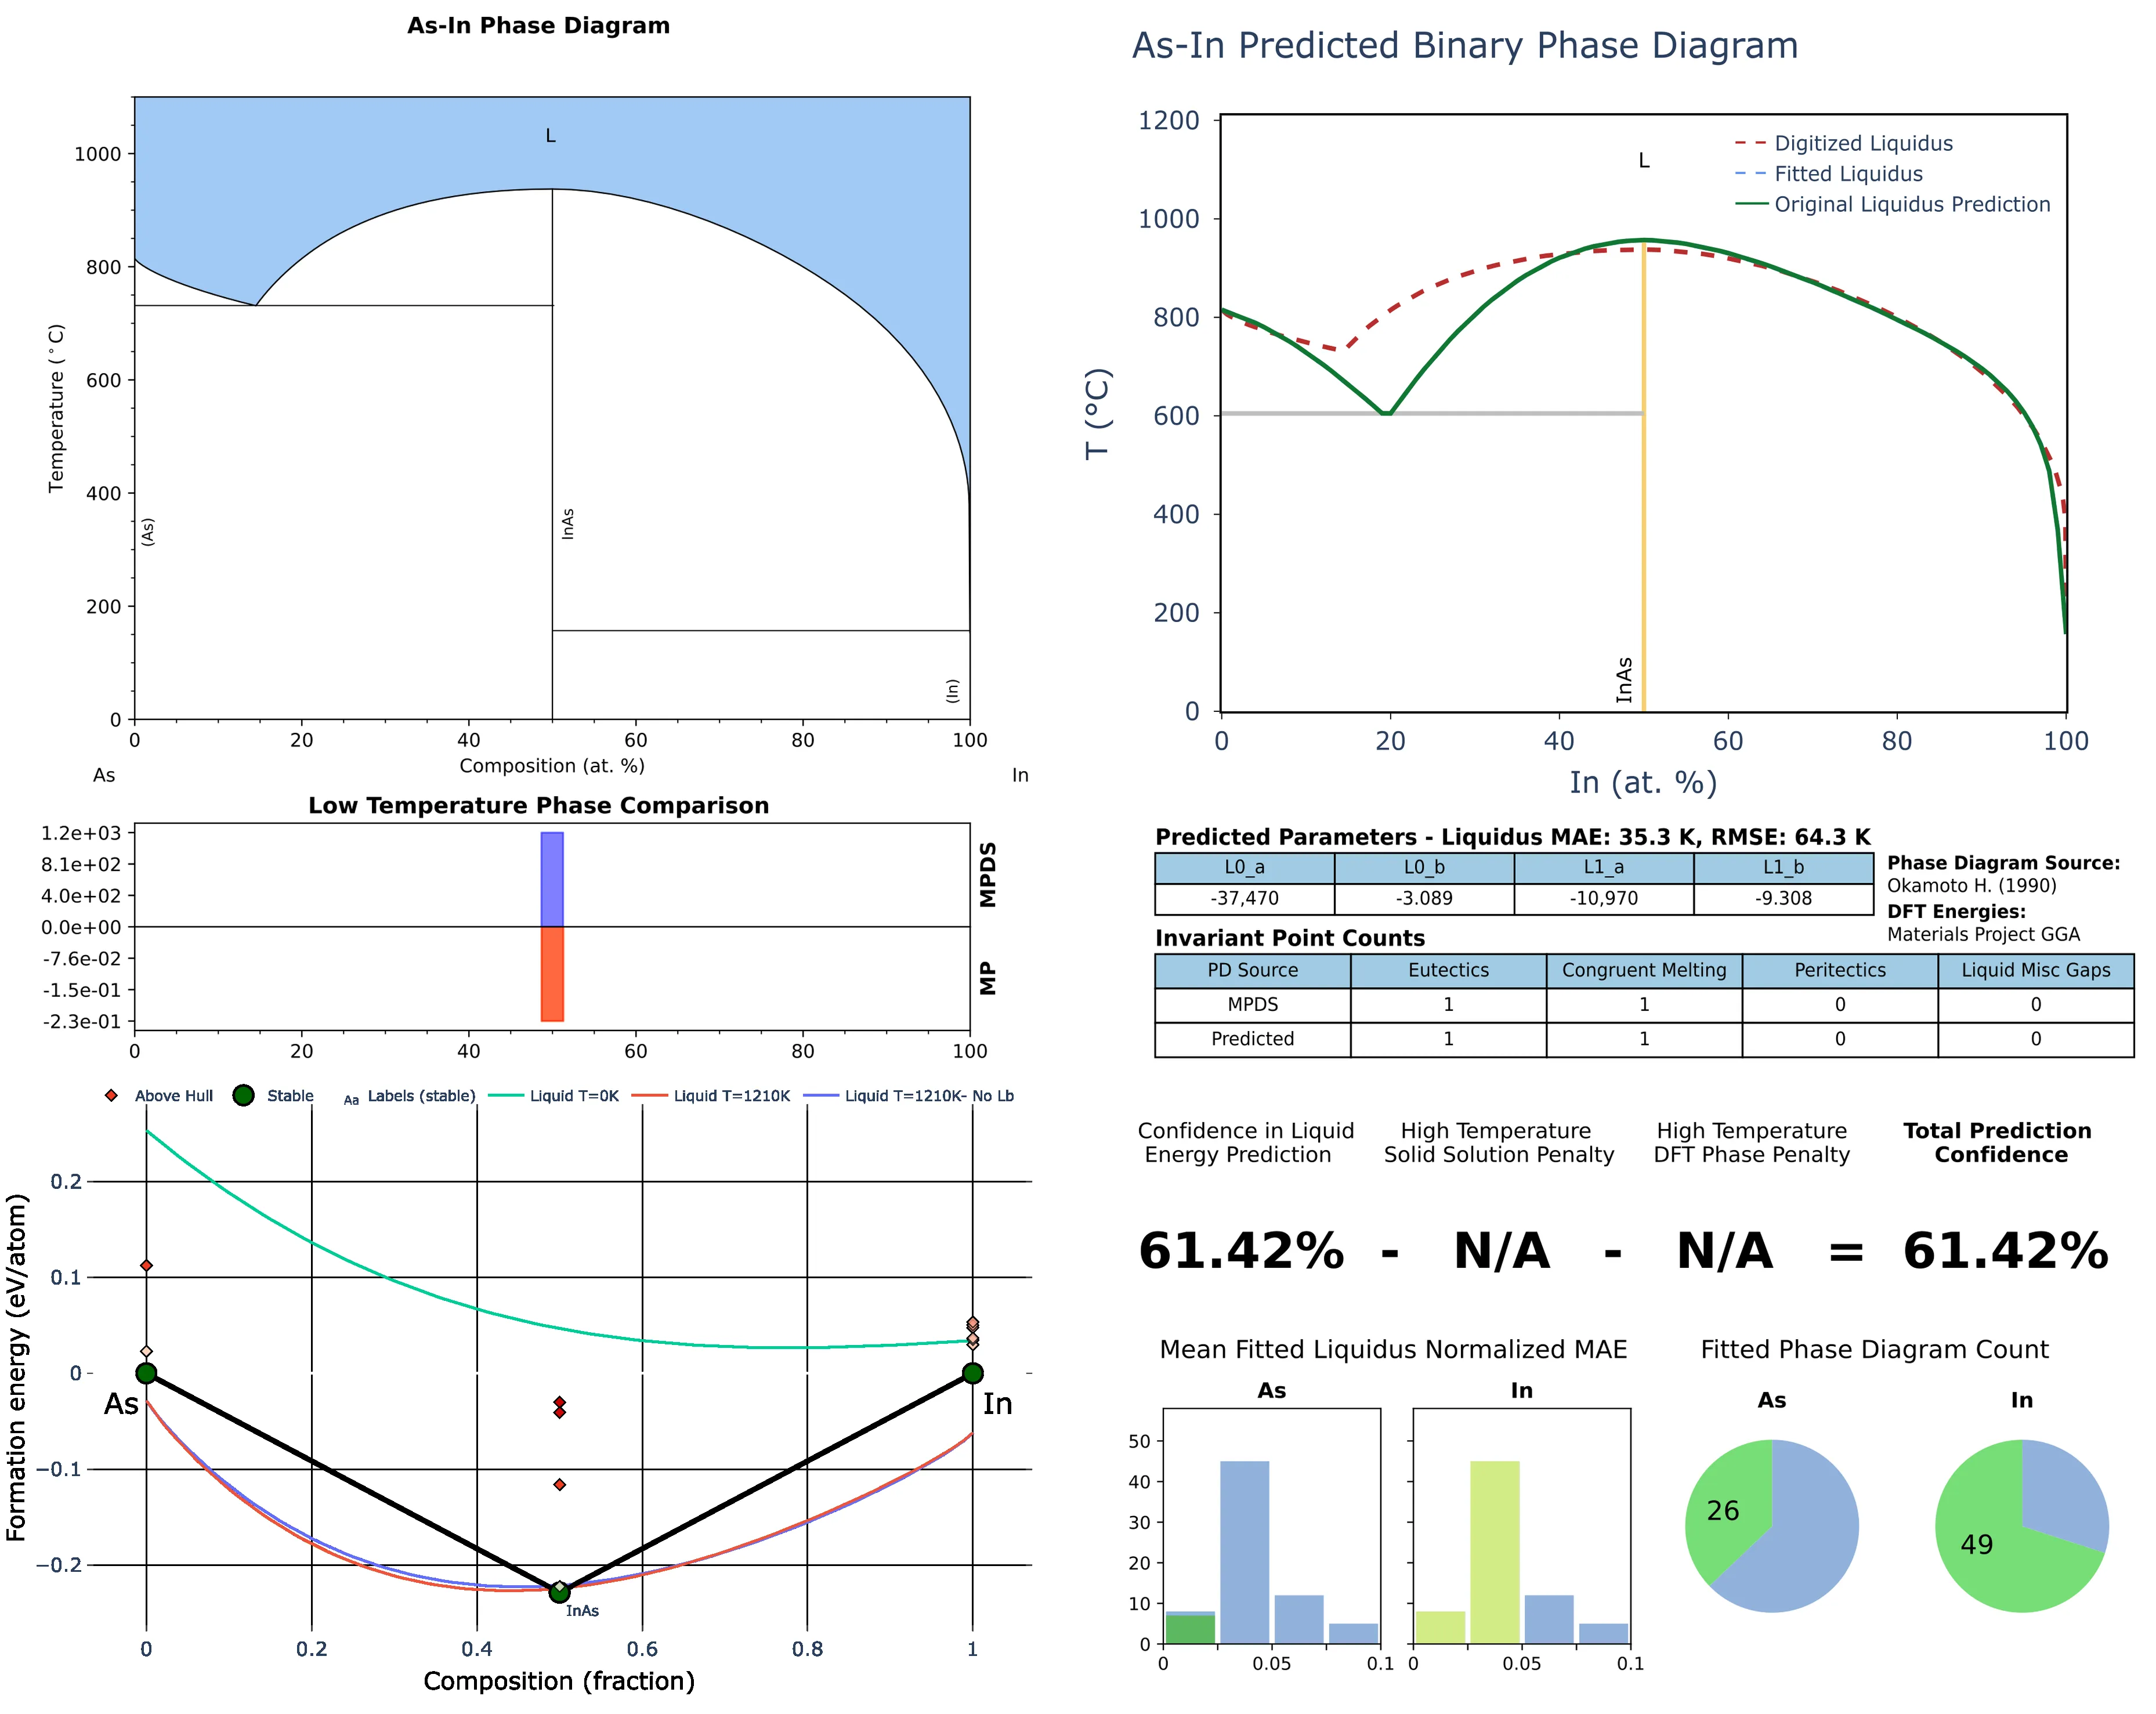 As-In Phase Diagram
1000
800
600
400
200
0
Temperature (°C)
L
(As)
InAs
(In)
0 20 40 60 80 100
Composition (at. %)
As In
Low Temperature Phase Comparison
1.2e+03
8.1e+02
4.0e+02
0.0e+00
-7.6e-02
-1.5e-01
-2.3e-01
MPDS
MP
0 20 40 60 80 100
Above Hull Stable Aa Labels (stable) Liquid T=0K Liquid T=1210K Liquid T=1210K- No Lb
0.2
0.1
0
−0.1
−0.2
Formation energy (eV/atom)
As
In
InAs
0 0.2 0.4 0.6 0.8 1
Composition (fraction)
As-In Predicted Binary Phase Diagram
1200
1000
800
600
400
200
0
T (°C)
L
Digitized Liquidus
Fitted Liquidus
Original Liquidus Prediction
InAs
0 20 40 60 80 100
In (at. %)
Predicted Parameters - Liquidus MAE: 35.3 K, RMSE: 64.3 K
L0_a L0_b L1_a L1_b
-37,470 -3.089 -10,970 -9.308
Phase Diagram Source:
Okamoto H. (1990)
DFT Energies:
Materials Project GGA
Invariant Point Counts
PD Source Eutectics Congruent Melting Peritectics Liquid Misc Gaps
MPDS 1 1 0 0
Predicted 1 1 0 0
Confidence in Liquid
Energy Prediction
High Temperature
Solid Solution Penalty
High Temperature
DFT Phase Penalty
Total Prediction
Confidence
61.42% - N/A - N/A = 61.42%
Mean Fitted Liquidus Normalized MAE
As In
50
40
30
20
10
0
0 0.05 0.1 0 0.05 0.1
Fitted Phase Diagram Count
As In
26 49